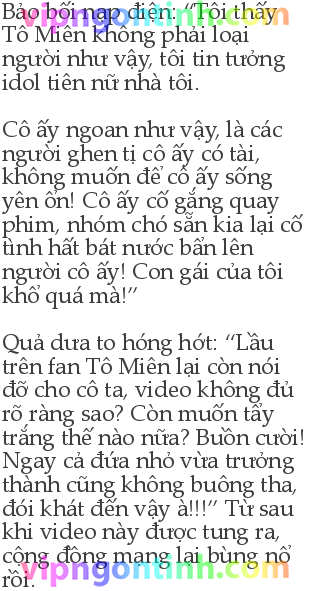 Bảo bối nạp điện: “Tôi thấy
Tô Miên không phải loại
người như vậy, tôi tin tưởng
idol tiên nữ nhà tôi.
Cô ấy ngoan như vậy, là các
người ghen tị cô ấy có tài,
không muốn để cô ấy sống
yên ổn! Cô ấy cố gắng quay
phim, nhóm chó sẵn kia lại cố
tình hất bát nước bẩn lên
người cô ấy! Con gái của tôi
khổ quá mà!”
Quả dưa to hóng hót: “Lầu
trên fan Tô Miên lại còn nói
đỡ cho cô ta, video không đủ
rõ ràng sao? Còn muốn tẩy
trắng thế nào nữa? Buồn cười!
Ngay cả đứa nhỏ vừa trưởng
thành cũng không buông tha,
đói khát đến vậy à!!!” Từ sau
khi video này được tung ra,
cộng đồng mạng lại bùng nổ
rồi.
vipngontinh.com
vipngontinh.com